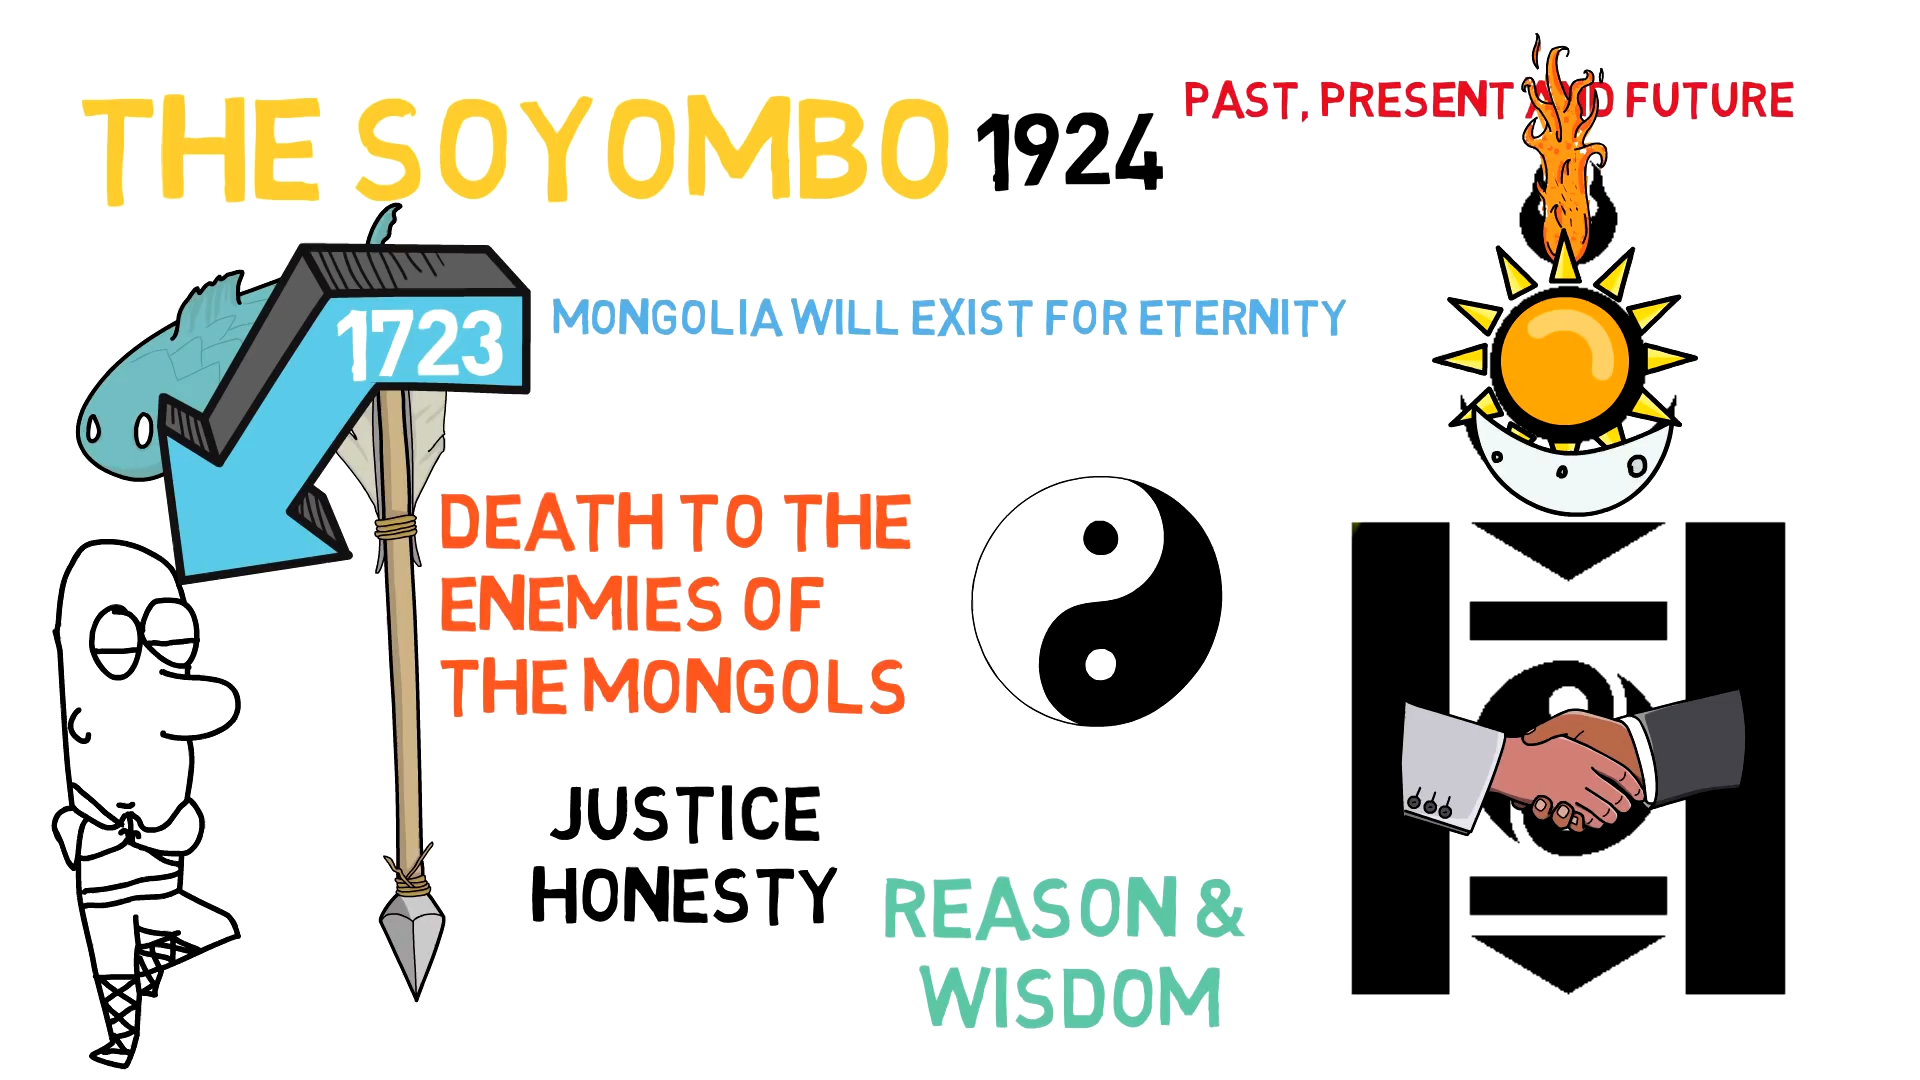 THE SOYOMBO
1924
PAST, PRESENT AND FUTURE
1723
MONGOLIA WILL EXIST FOR ETERNITY
DEATH TO THE
ENEMIES OF
THE MONGOLS
JUSTICE
HONESTY
REASON &
WISDOM